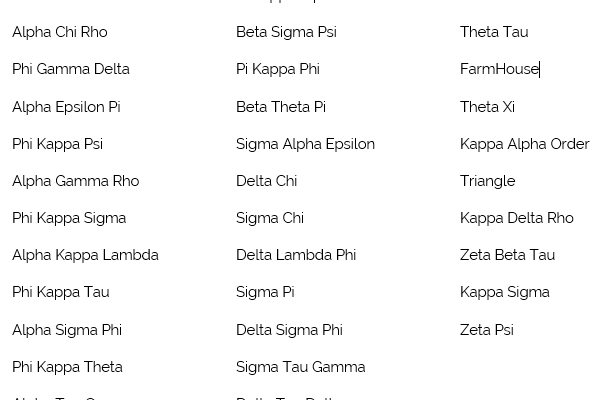 Alpha Chi Rho Beta Sigma Psi Theta Tau
Phi Gamma Delta Pi Kappa Phi FarmHouse
Alpha Epsilon Pi Beta Theta Pi Theta Xi
Phi Kappa Psi Sigma Alpha Epsilon Kappa Alpha Order
Alpha Gamma Rho Delta Chi Triangle
Phi Kappa Sigma Sigma Chi Kappa Delta Rho
Alpha Kappa Lambda Delta Lambda Phi Zeta Beta Tau
Phi Kappa Tau Sigma Pi Kappa Sigma
Alpha Sigma Phi Delta Sigma Phi Zeta Psi
Phi Kappa Theta Sigma Tau Gamma